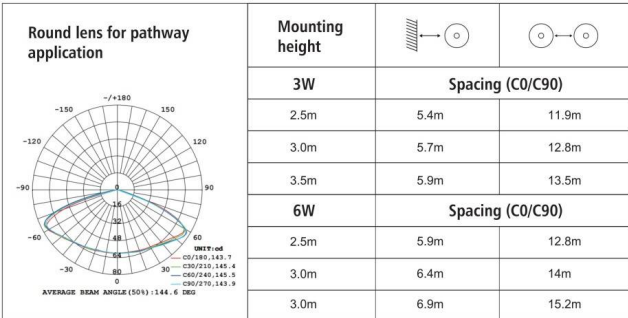 Round lens for pathway
application
Mounting
height
3W
Spacing (C0/C90)
2.5m 5.4m 11.9m
3.0m 5.7m 12.8m
3.5m 5.9m 13.5m
6W
Spacing (C0/C90)
2.5m 5.9m 12.8m
3.0m 6.4m 14m
3.0m 6.9m 15.2m
-/+180
-150 150
-120 120
-90 0 90
16
32
-60 60
48
UNIT:cd
64
C0/180,143.7
-30 30
C30/210,145.4
80
C60/240,145.5
0
C90/270,143.9
AVERAGE BEAM ANGLE(50%):144.6 DEG